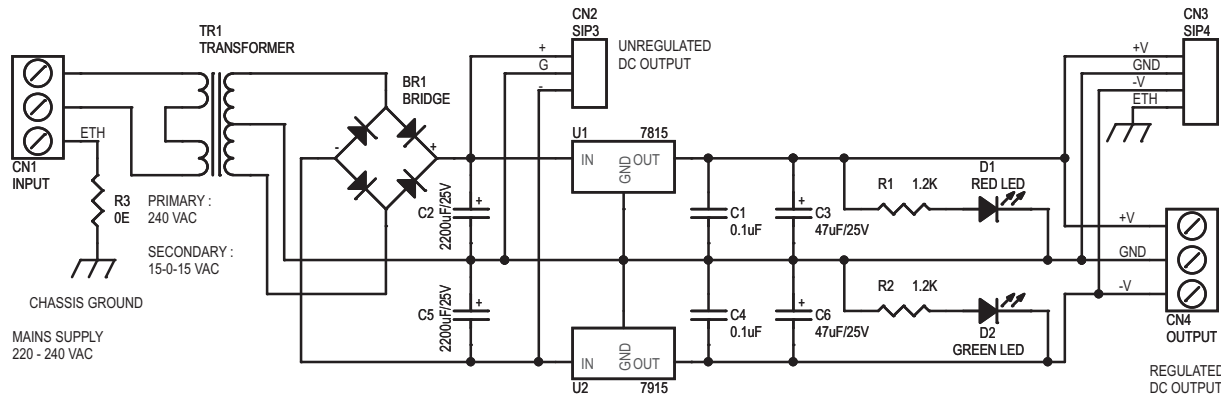 CN2
SIP3
CN3
SIP4
TR1
TRANSFORMER
UNREGULATED
DC OUTPUT
+
G
-
+V
GND
-V
ETH
BR1
BRIDGE
-
+
U1 7815
IN GND OUT
ETH
CN1
INPUT
R3
0E
PRIMARY :
240 VAC
SECONDARY :
15-0-15 VAC
CHASSIS GROUND
MAINS SUPPLY
220 - 240 VAC
C2
+
2200uF/25V
C1
0.1uF
+
C3
47uF/25V
R1 1.2K
D1
RED LED
+V
GND
-V
CN4
OUTPUT
REGULATED
DC OUTPUT
C5
+
2200uF/25V
C4
0.1uF
+
C6
47uF/25V
R2 1.2K
D2
GREEN LED
IN GND OUT
U2 7915